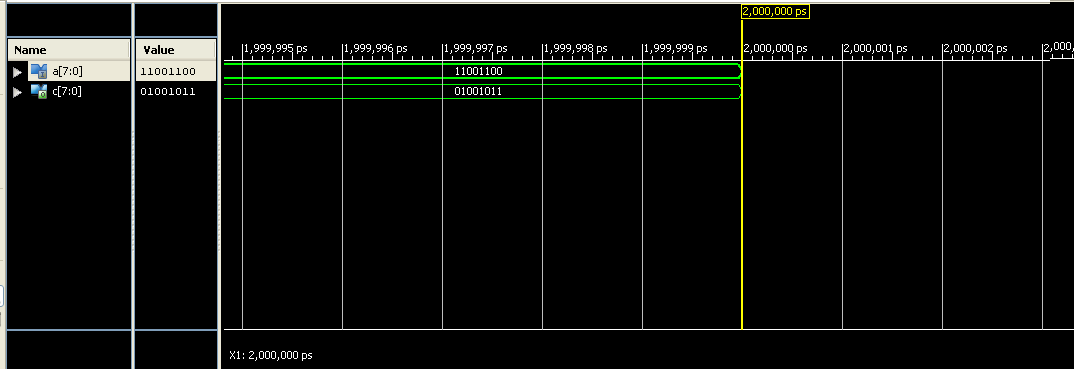 2,000,000 ps
Name Value 1,999,995 ps 1,999,996 ps 1,999,997 ps 1,999,998 ps 1,999,999 ps 2,000,000 ps 2,000,001 ps 2,000,002 ps 2,000,
a[7:0] 11001100 11001100
c[7:0] 01001011 01001011
X1: 2,000,000 ps